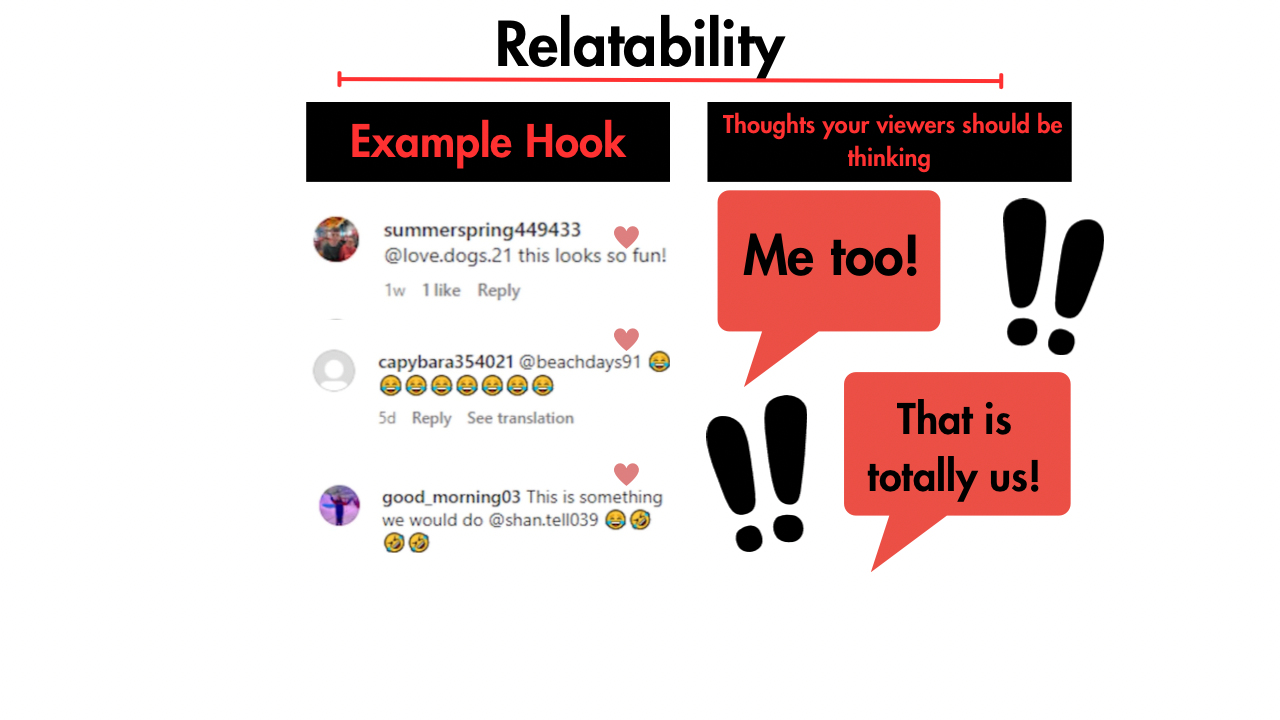 Relatability
Example Hook
Thoughts your viewers should be
thinking
summerspring449433
@love.dogs.21 this looks so fun!
1w 1 like Reply
capybara354021 @beachdays91 😂
😂😂😂😂😂😂😂
5d Reply See translation
good_morning03 This is something
we would do @shan.tell039 😂🤣
🤣🤣
Me too!
!!
That is
totally us!
!!